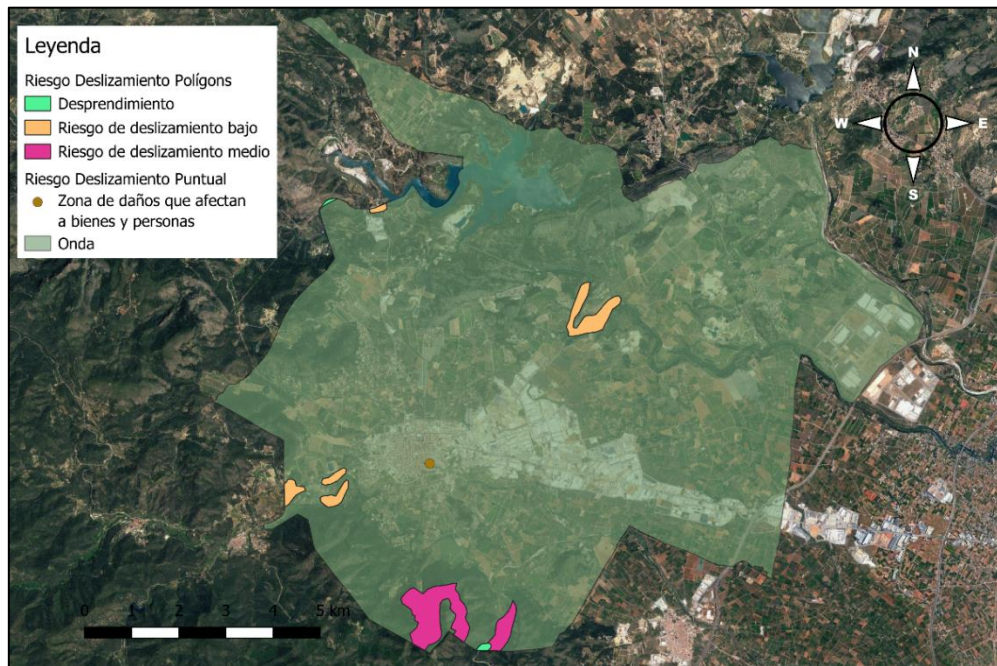 Leyenda
Riesgo Deslizamiento Polígons
Desprendimiento
Riesgo de deslizamiento bajo
Riesgo de deslizamiento medio
Riesgo Deslizamiento Puntual
Zona de daños que afectan
a bienes y personas
Onda
N
W
E
S
0 1 2 3 4 5 km